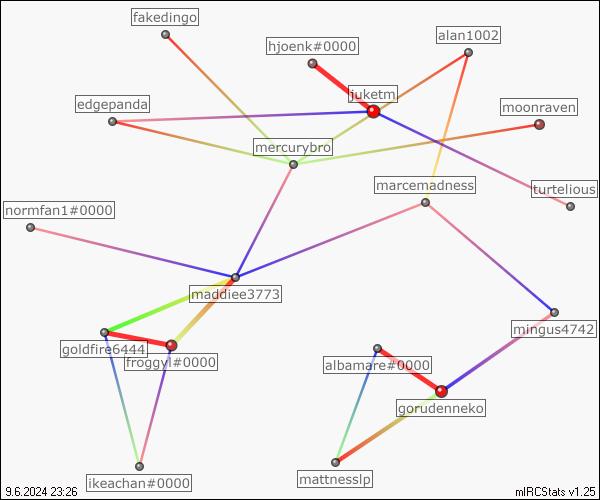 fakedingo
hjoenk#0000
alan1002
juketm
edgepanda
moonraven
mercurybro
marcemadness
turtelious
normfan1#0000
maddiee3773
mingus4742
goldfire6444
froggyl#0000
albamare#0000
gorudenneko
ikeachan#0000
mattnesslp
9.6.2024 23:26
mIRCStats v1.25